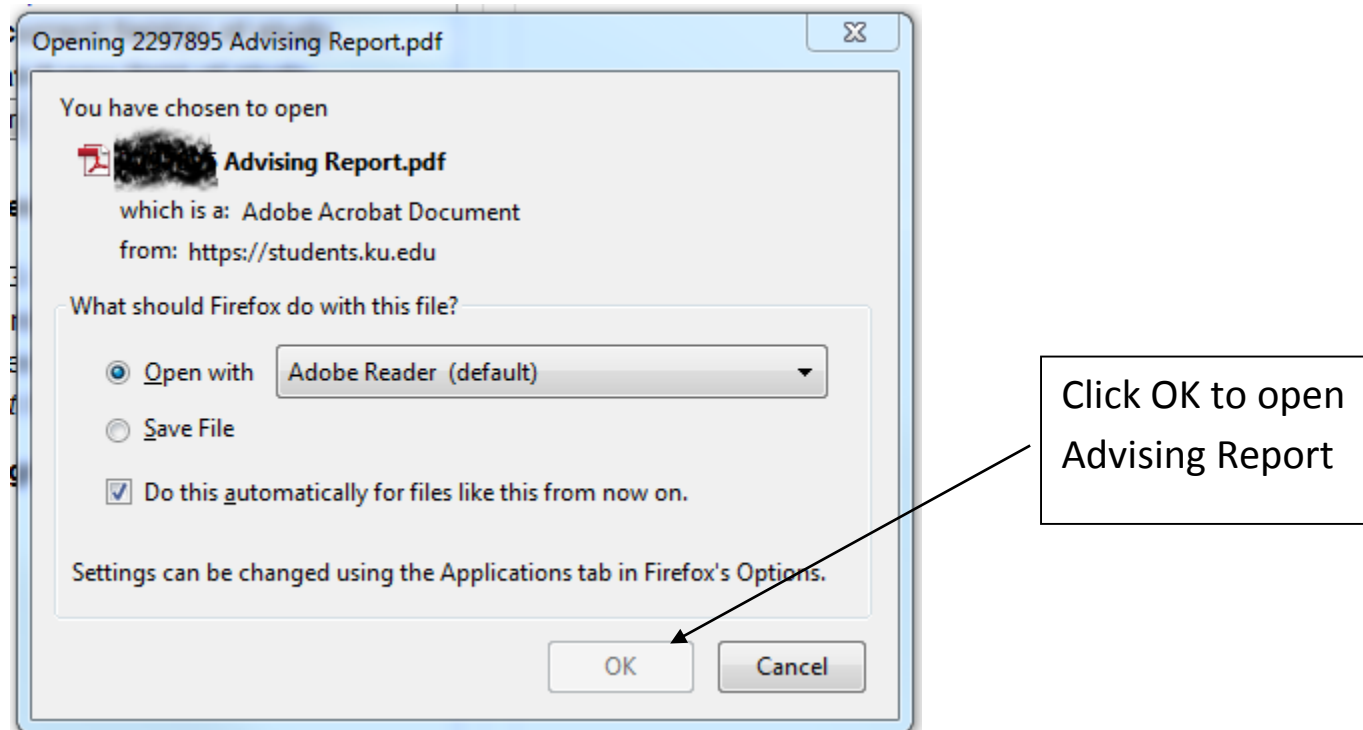 Opening 2297895 Advising Report.pdf
You have chosen to open
Advising Report.pdf
which is a: Adobe Acrobat Document
from: https://students.ku.edu
What should Firefox do with this file?
Open with Adobe Reader (default)
Save File
Do this automatically for files like this from now on.
Settings can be changed using the Applications tab in Firefox's Options.
OK Cancel
Click OK to open
Advising Report